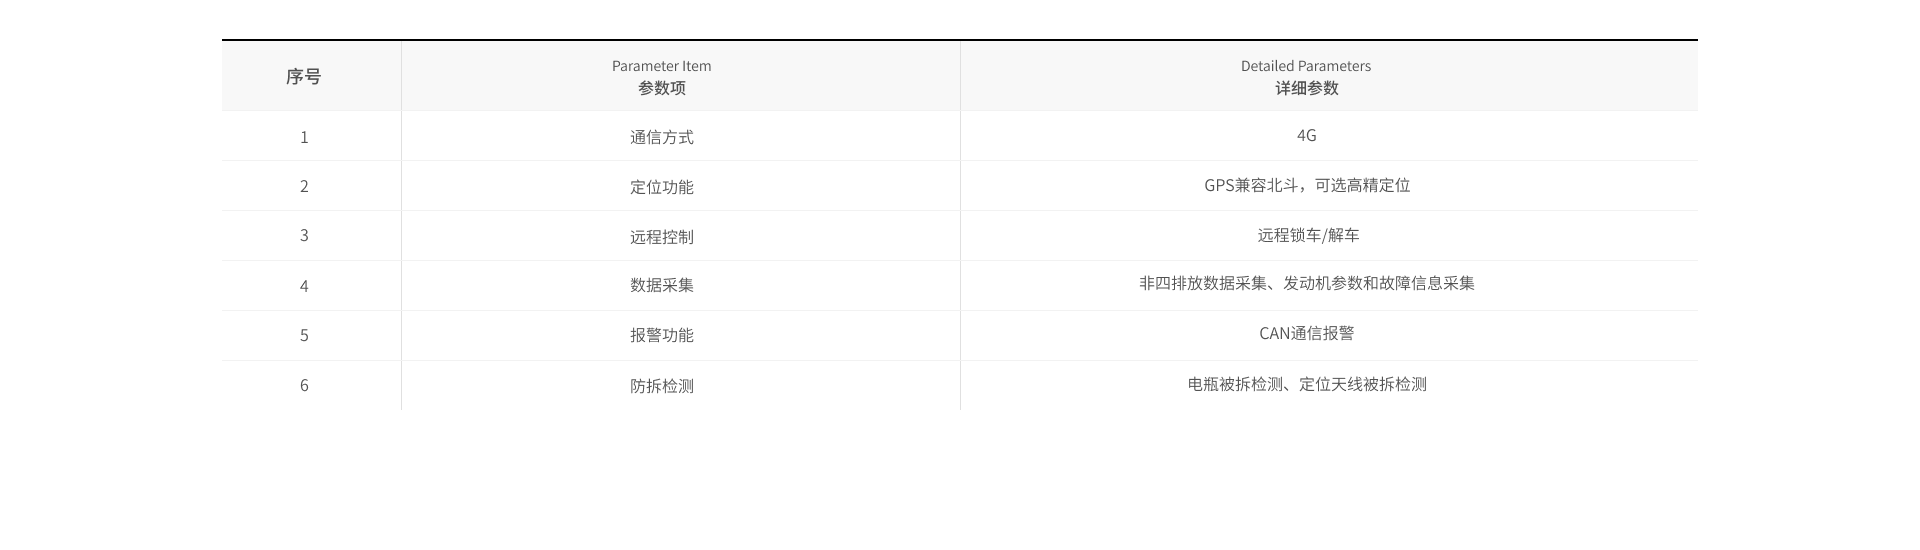 序号
Parameter Item
参数项
Detailed Parameters
详细参数
1 通信方式 4G
2 定位功能 GPS兼容北斗，可选高精定位
3 远程控制 远程锁车/解车
4 数据采集 非四排放数据采集、发动机参数和故障信息采集
5 报警功能 CAN通信报警
6 防拆检测 电瓶被拆检测、定位天线被拆检测